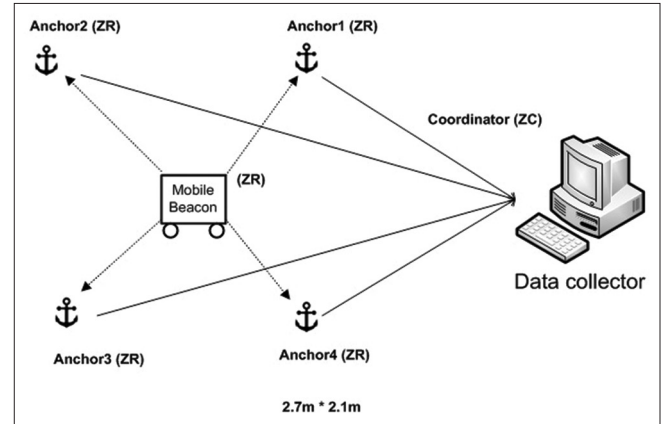 Anchor2 (ZR)
Anchor1 (ZR)
Coordinator (ZC)
Mobile
Beacon
(ZR)
Data collector
Anchor3 (ZR)
Anchor4 (ZR)
2.7m * 2.1m